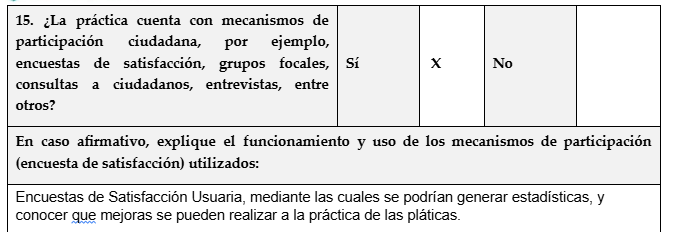 15. ¿La práctica cuenta con mecanismos de
participación ciudadana, por ejemplo,
encuestas de satisfacción, grupos focales,
consultas a ciudadanos, entrevistas, entre
otros?
Sí
X
No
En caso afirmativo, explique el funcionamiento y uso de los mecanismos de participación
(encuesta de satisfacción) utilizados:
Encuestas de Satisfacción Usuaria, mediante las cuales se podrían generar estadísticas, y
conocer que mejoras se pueden realizar a la práctica de las pláticas.